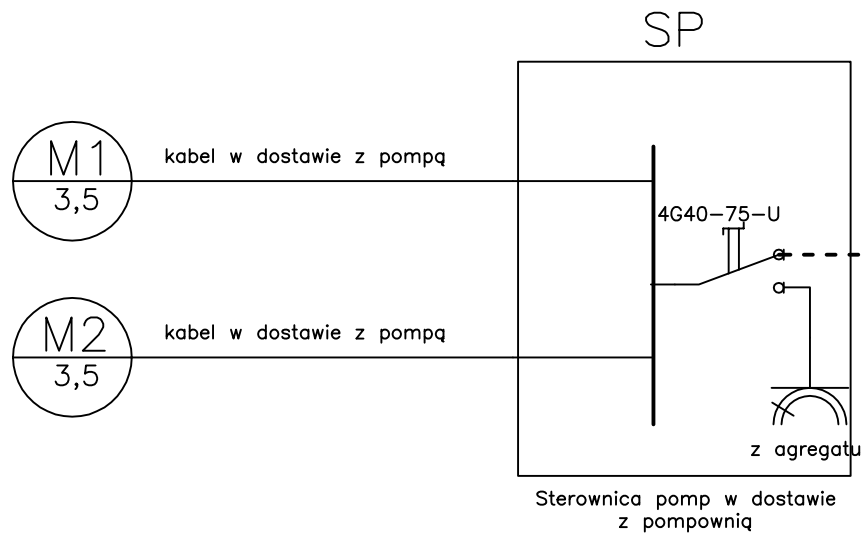 SP
M1
3,5
kabel w dostawie z pompą
4G40-75-U
M2
3,5
kabel w dostawie z pompą
z agregatu
Sterownica pomp w dostawie
z pompownią